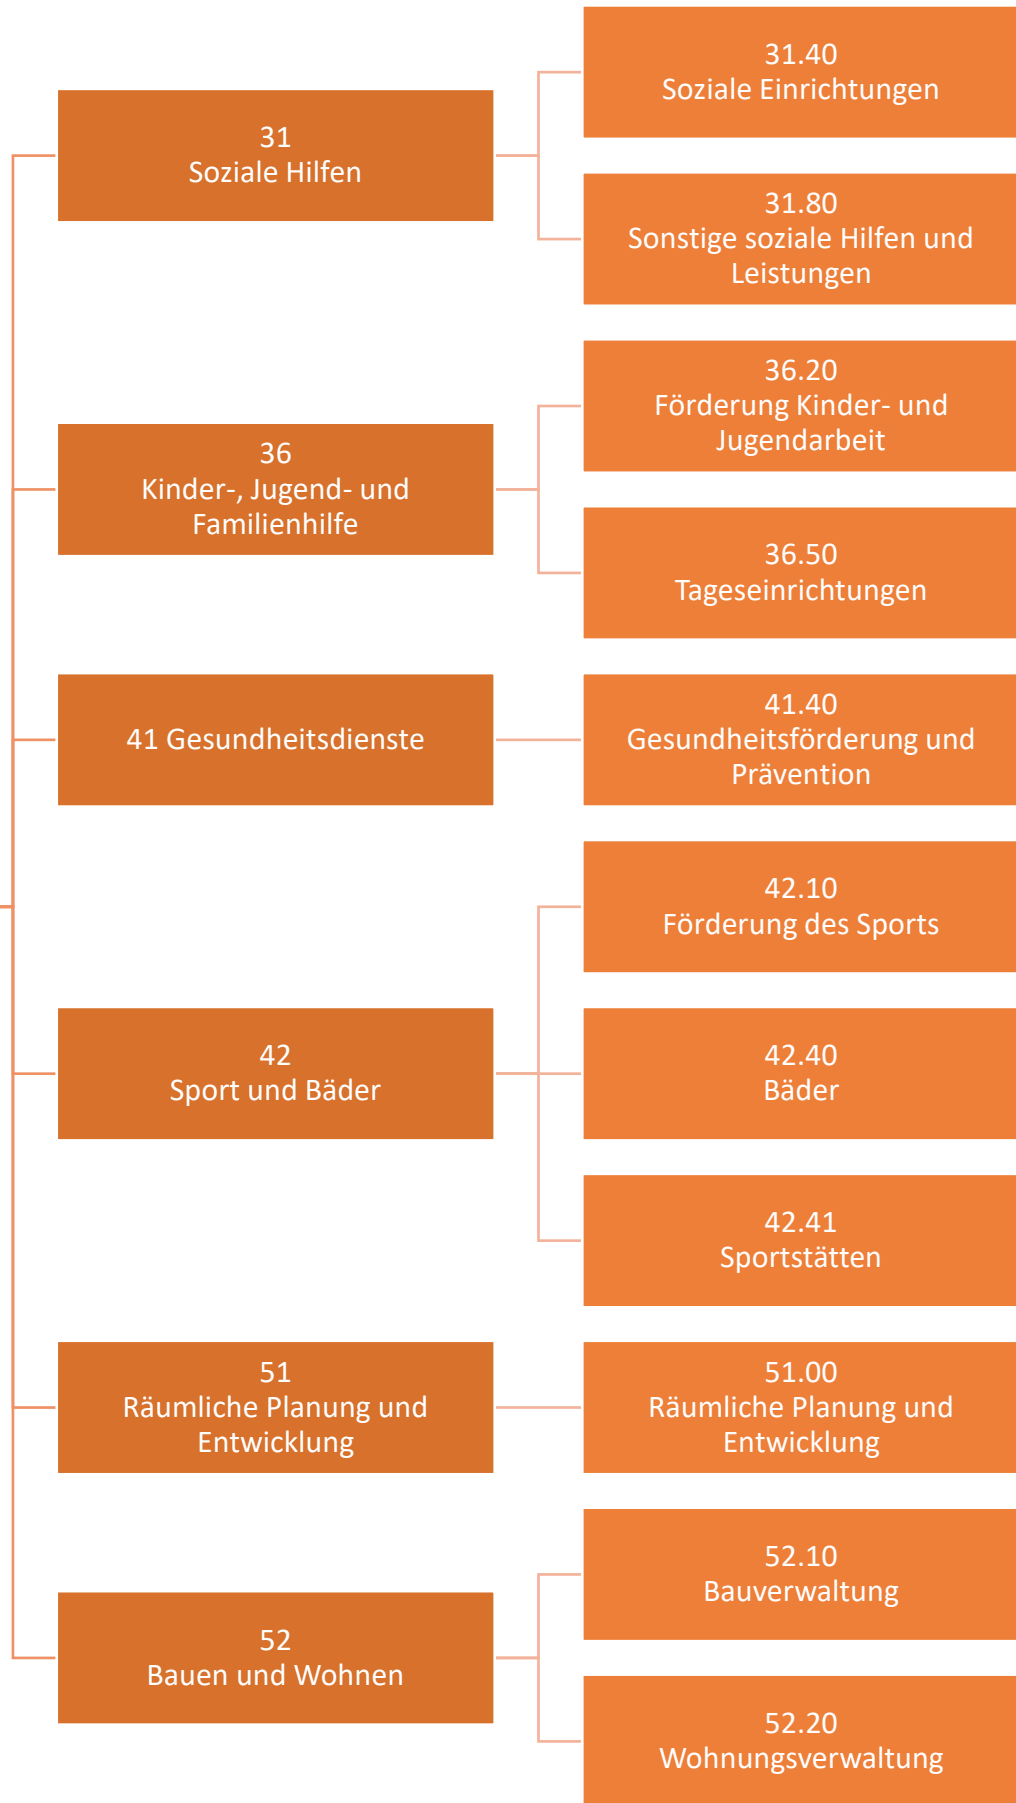 31
Soziale Hilfen
31.40
Soziale Einrichtungen
31.80
Sonstige soziale Hilfen und
Leistungen
36
Kinder-, Jugend- und
Familienhilfe
36.20
Förderung Kinder- und
Jugendarbeit
36.50
Tageseinrichtungen
41 Gesundheitsdienste
41.40
Gesundheitsförderung und
Prävention
42
Sport und Bäder
42.10
Förderung des Sports
42.40
Bäder
42.41
Sportstätten
51
Räumliche Planung und
Entwicklung
51.00
Räumliche Planung und
Entwicklung
52
Bauen und Wohnen
52.10
Bauverwaltung
52.20
Wohnungsverwaltung